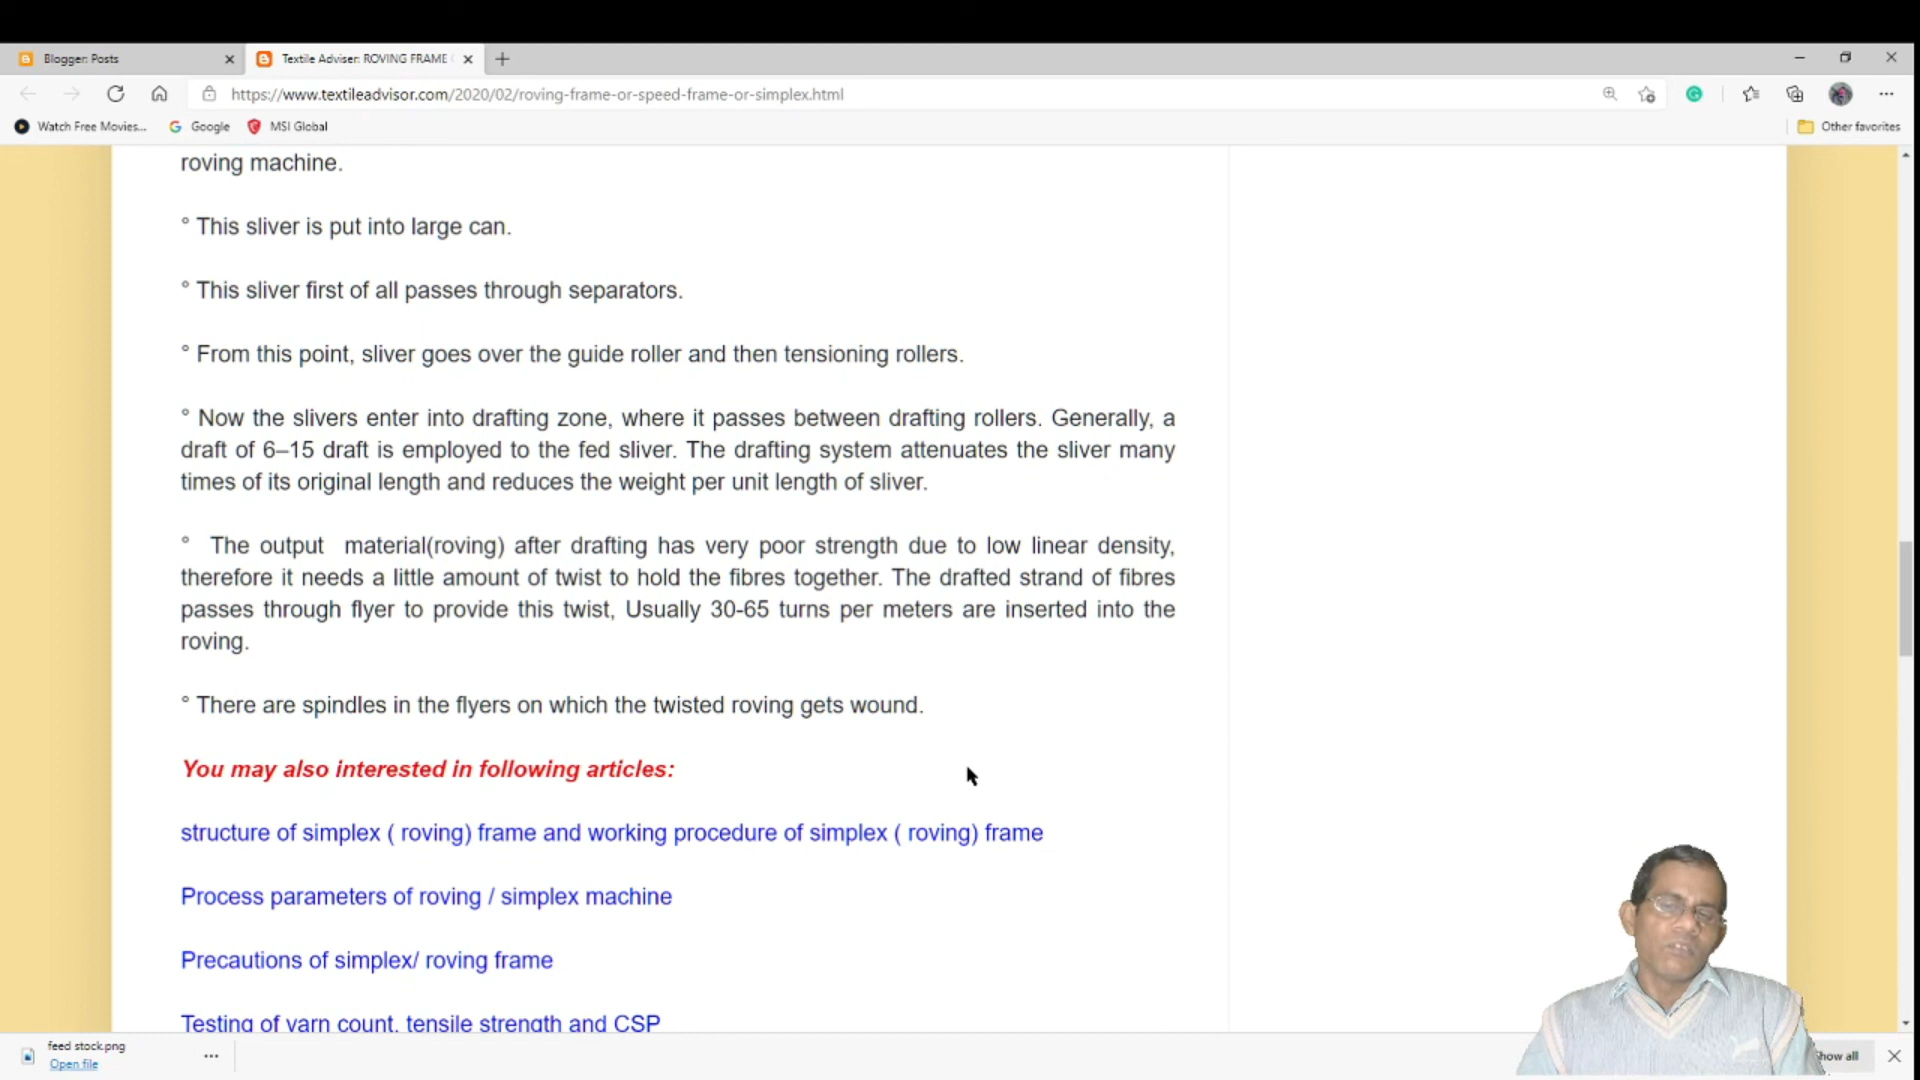 Blogger: Posts
Textile Adviser: ROVING FRAME
https://www.textileadvisor.com/2020/02/roving-frame-or-speed-frame-or-simplex.html
Watch Free Movies...
Google
MSI Global
Other favorites
roving machine.
° This sliver is put into large can.
° This sliver first of all passes through separators.
° From this point, sliver goes over the guide roller and then tensioning rollers.
° Now the slivers enter into drafting zone, where it passes between drafting rollers. Generally, a
draft of 6–15 draft is employed to the fed sliver. The drafting system attenuates the sliver many
times of its original length and reduces the weight per unit length of sliver.
° The output material(roving) after drafting has very poor strength due to low linear density,
therefore it needs a little amount of twist to hold the fibres together. The drafted strand of fibres
passes through flyer to provide this twist, Usually 30-65 turns per meters are inserted into the
roving.
° There are spindles in the flyers on which the twisted roving gets wound.
You may also interested in following articles:
structure of simplex ( roving) frame and working procedure of simplex ( roving) frame
Process parameters of roving / simplex machine
Precautions of simplex/ roving frame
Testing of yarn count, tensile strength and CSP
feed stock.png
Open file
how all